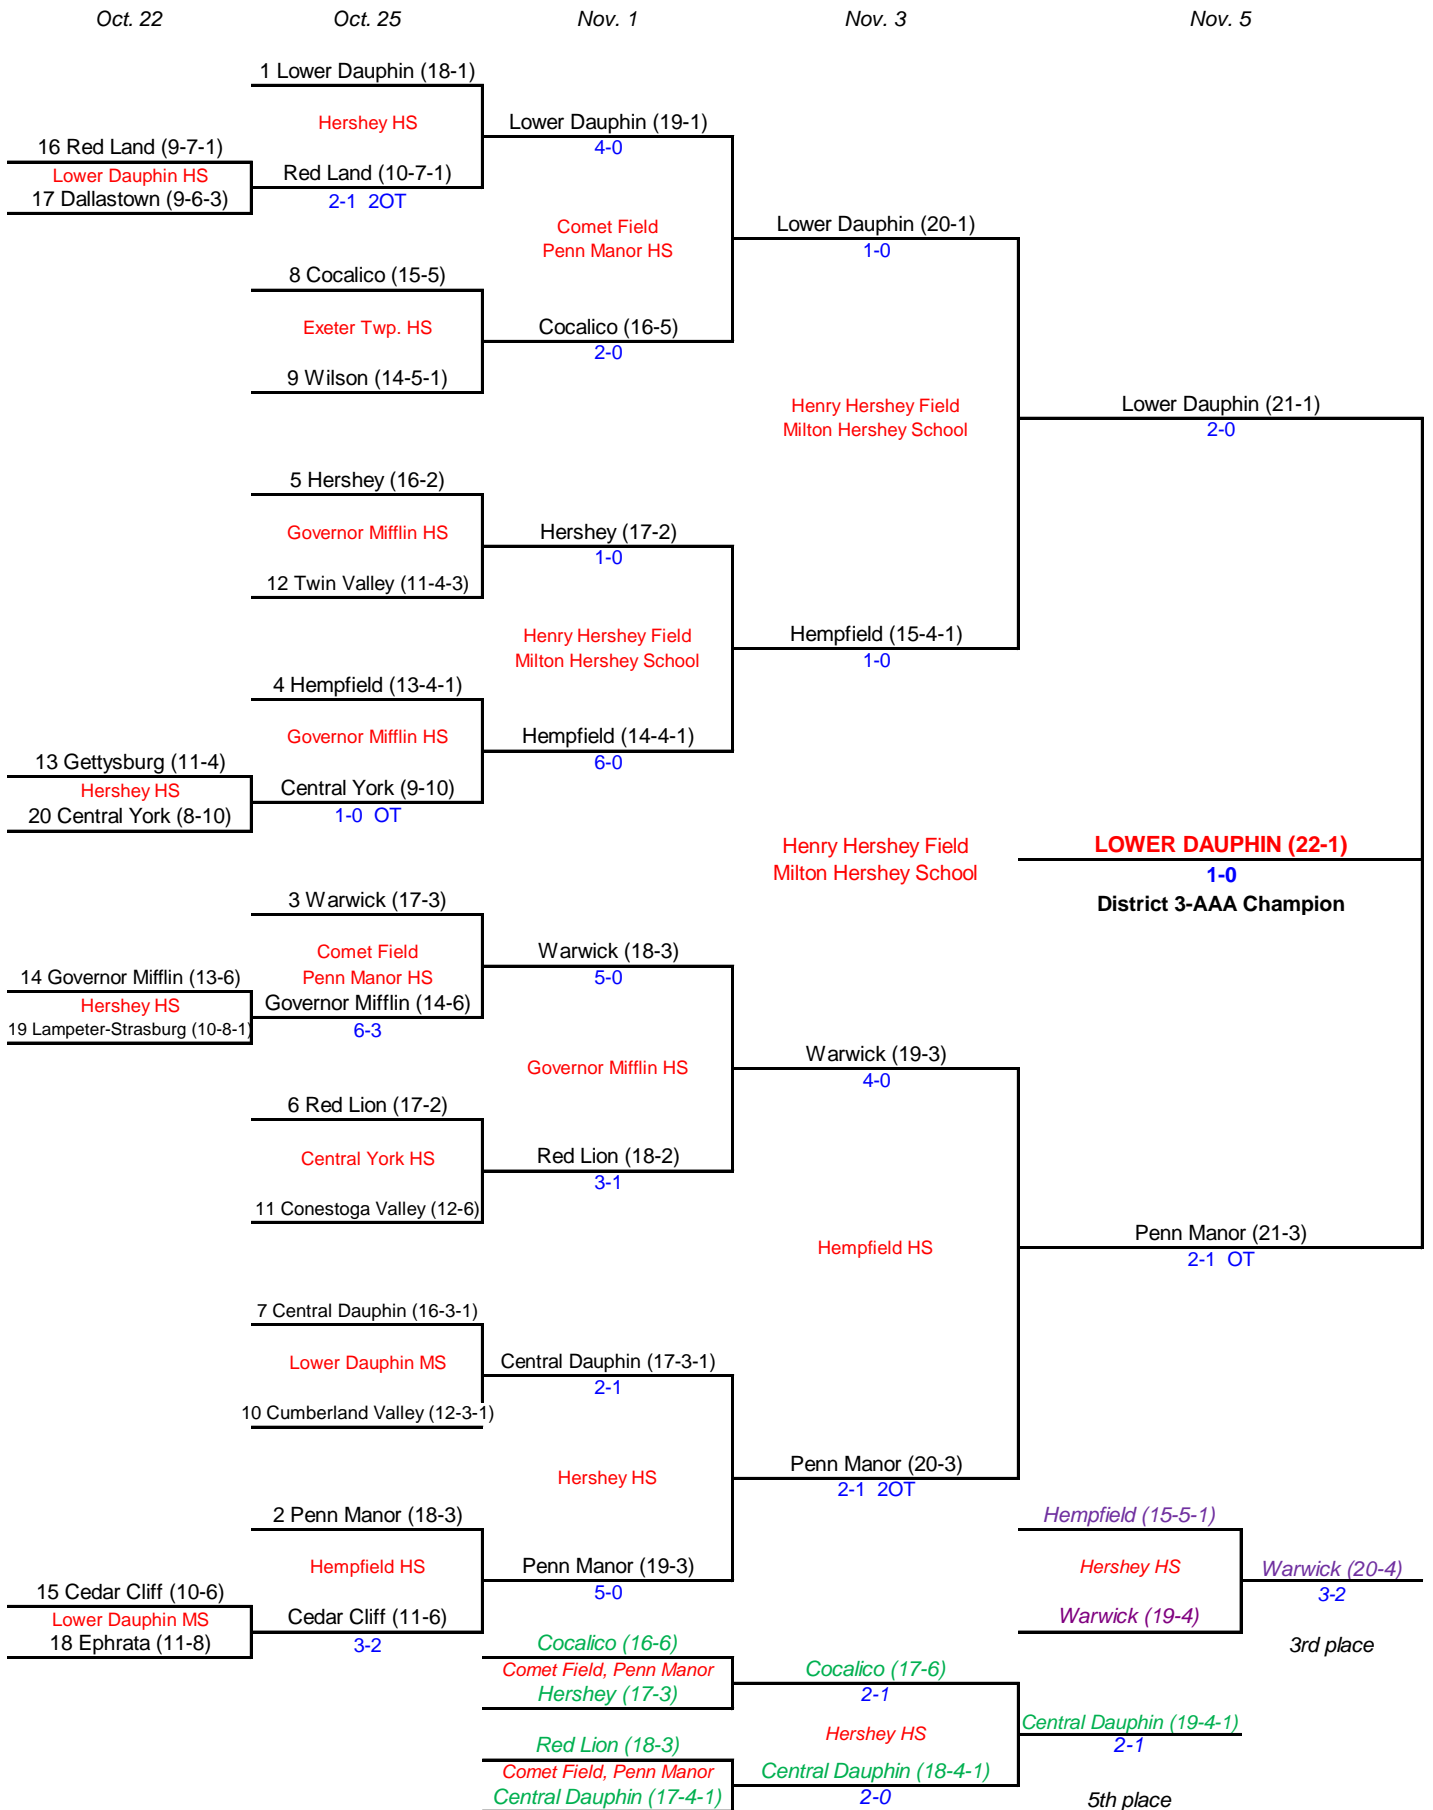 Oct. 22
Oct. 25
Nov. 1
Nov. 3
Nov. 5
1 Lower Dauphin (18-1)
Hershey HS
Lower Dauphin (19-1)
4-0
16 Red Land (9-7-1)
Lower Dauphin HS
17 Dallastown (9-6-3)
Red Land (10-7-1)
2-1 2OT
Comet Field
Penn Manor HS
Lower Dauphin (20-1)
1-0
8 Cocalico (15-5)
Exeter Twp. HS
9 Wilson (14-5-1)
Cocalico (16-5)
2-0
Henry Hershey Field
Milton Hershey School
Lower Dauphin (21-1)
2-0
5 Hershey (16-2)
Governor Mifflin HS
12 Twin Valley (11-4-3)
Hershey (17-2)
1-0
Henry Hershey Field
Milton Hershey School
Hempfield (15-4-1)
1-0
4 Hempfield (13-4-1)
Governor Mifflin HS
Hempfield (14-4-1)
6-0
13 Gettysburg (11-4)
Hershey HS
20 Central York (8-10)
Central York (9-10)
1-0 OT
Henry Hershey Field
Milton Hershey School
LOWER DAUPHIN (22-1)
1-0
District 3-AAA Champion
3 Warwick (17-3)
Comet Field
Penn Manor HS
Warwick (18-3)
5-0
14 Governor Mifflin (13-6)
Hershey HS
19 Lampeter-Strasburg (10-8-1)
Governor Mifflin (14-6)
6-3
Governor Mifflin HS
Warwick (19-3)
4-0
6 Red Lion (17-2)
Central York HS
11 Conestoga Valley (12-6)
Red Lion (18-2)
3-1
Hempfield HS
Penn Manor (21-3)
2-1 OT
7 Central Dauphin (16-3-1)
Lower Dauphin MS
10 Cumberland Valley (12-3-1)
Central Dauphin (17-3-1)
2-1
Hershey HS
Penn Manor (20-3)
2-1 2OT
2 Penn Manor (18-3)
Hempfield HS
Penn Manor (19-3)
5-0
15 Cedar Cliff (10-6)
Lower Dauphin MS
18 Ephrata (11-8)
Cedar Cliff (11-6)
3-2
Hempfield (15-5-1)
Hershey HS
Warwick (19-4)
Warwick (20-4)
3-2
3rd place
Cocalico (16-6)
Comet Field, Penn Manor
Hershey (17-3)
Cocalico (17-6)
2-1
Hershey HS
Red Lion (18-3)
Comet Field, Penn Manor
Central Dauphin (17-4-1)
Central Dauphin (18-4-1)
2-0
Central Dauphin (19-4-1)
2-1
5th place